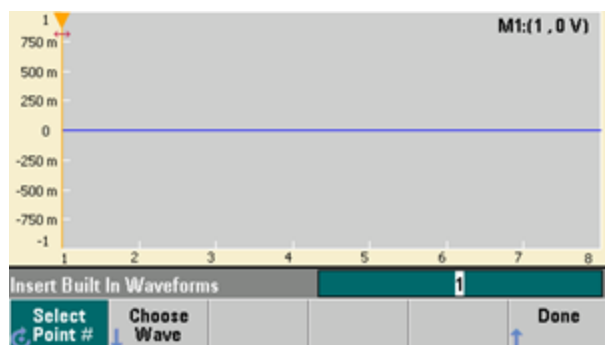 1
M1:(1 ,0 V)
750 m
500 m
250 m
0
-250 m
-500 m
-750 m
-1
1 2 3 4 5 6 7 8
Insert Built In Waveforms 1
Select Point #
Choose Wave
Done